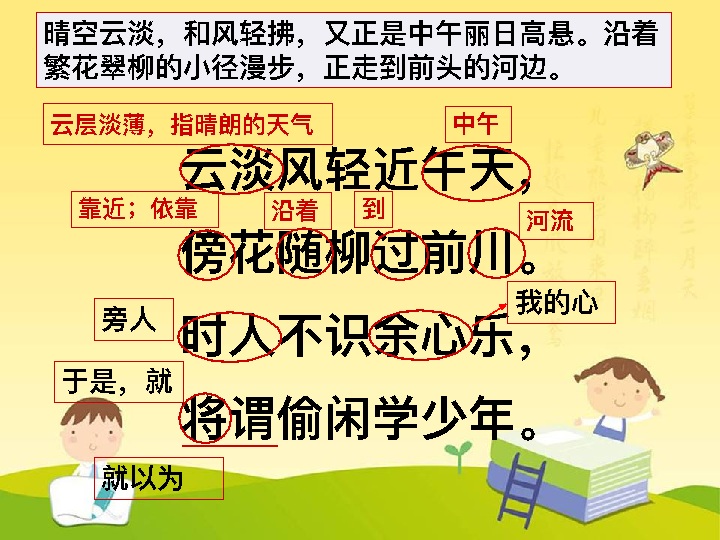 晴空云淡，和风轻拂，又正是中午丽日高悬。沿着
繁花翠柳的小径漫步，正走到前头的河边。
云层淡薄，指晴朗的天气
中午
云淡风轻近午天，
靠近；依靠
沿着
到
河流
傍花随柳过前川。
我的心
旁人
时人不识余心乐，
于是，就
将谓偷闲学少年。
就以为